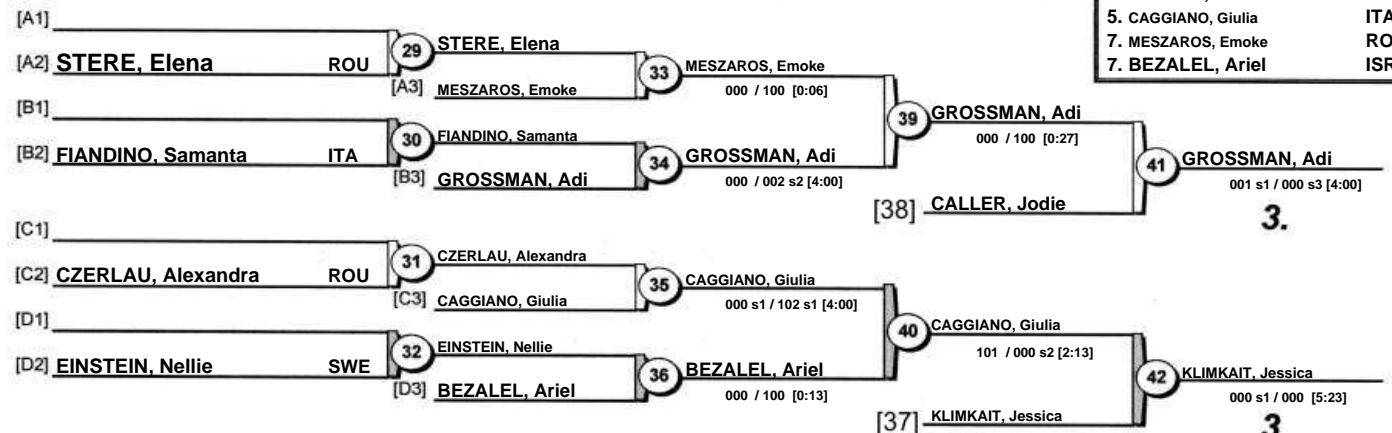 5. CAGGIANO, Giulia ITA
7. MESZAROS, Emoke RO
7. BEZALEL, Ariel ISR
[A1]
[A2] STERE, Elena ROU
29
STERE, Elena
[A3] MESZAROS, Emoke
33
MESZAROS, Emoke
000 / 100 [0:06]
[B1]
[B2] FIANDINO, Samanta ITA
30
FIANDINO, Samanta
[B3] GROSSMAN, Adi
34
GROSSMAN, Adi
000 / 002 s2 [4:00]
39
GROSSMAN, Adi
000 / 100 [0:27]
[38] CALLER, Jodie
41
GROSSMAN, Adi
001 s1 / 000 s3 [4:00]
3.
[C1]
[C2] CZERLAU, Alexandra ROU
31
CZERLAU, Alexandra
[C3] CAGGIANO, Giulia
35
CAGGIANO, Giulia
000 s1 / 102 s1 [4:00]
[D1]
[D2] EINSTEIN, Nellie SWE
32
EINSTEIN, Nellie
[D3] BEZALEL, Ariel
36
BEZALEL, Ariel
000 / 100 [0:13]
40
CAGGIANO, Giulia
101 / 000 s2 [2:13]
[37] KLIMKAIT, Jessica
42
KLIMKAIT, Jessica
000 s1 / 000 [5:23]
3